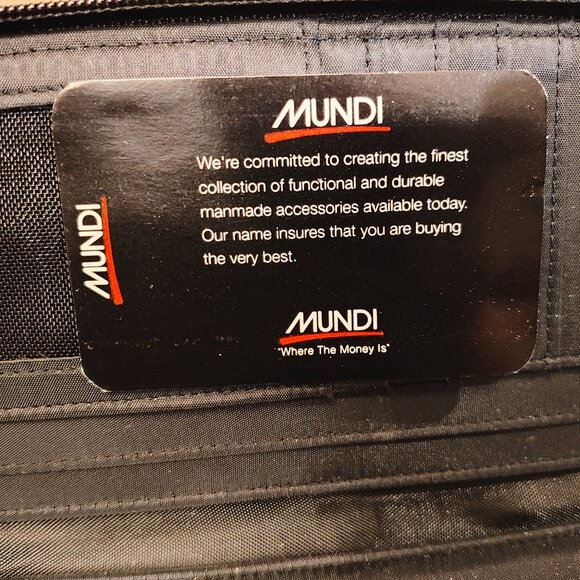 MUNDI
We're committed to creating the finest
collection of functional and durable
manmade accessories available today.
Our name insures that you are buying
the very best.
MUNDI
MUNDI
"Where The Money Is"